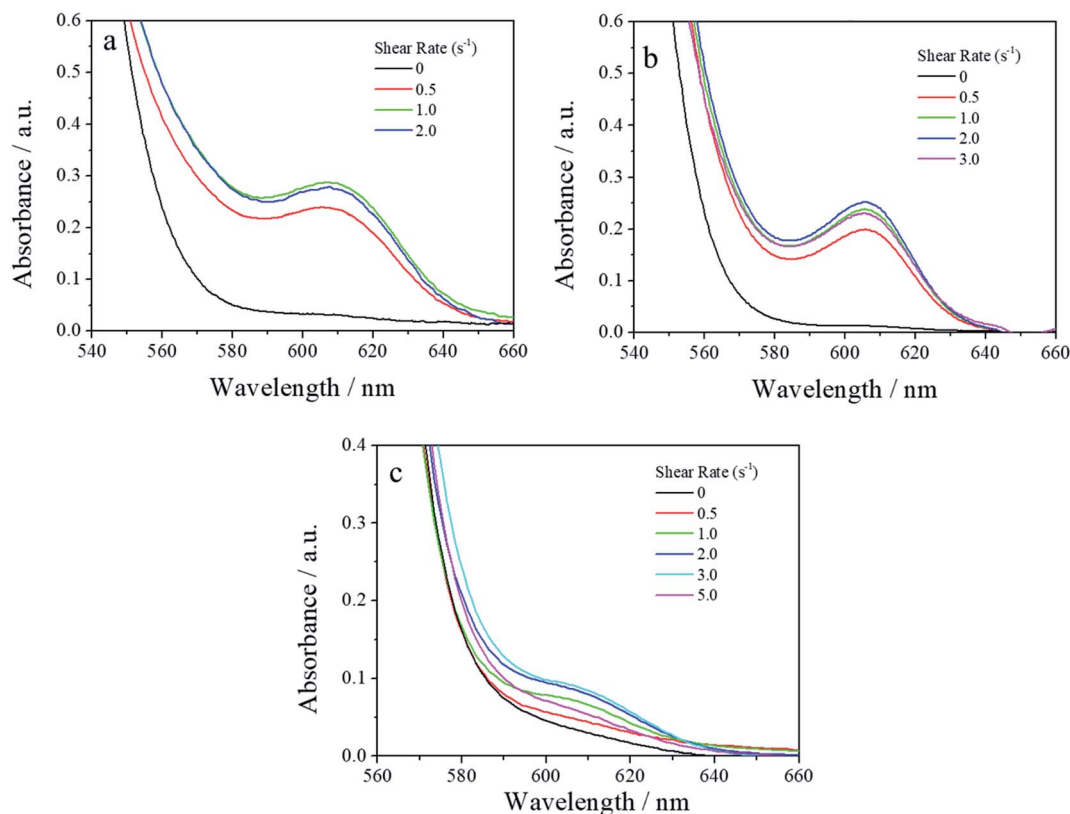 a
Shear Rate (s⁻¹)
0
0.5
1.0
2.0
0.6
0.5
0.4
0.3
0.2
0.1
0.0
540 560 580 600 620 640 660
Absorbance / a.u.
Wavelength / nm
b
Shear Rate (s⁻¹)
0
0.5
1.0
2.0
3.0
0.6
0.5
0.4
0.3
0.2
0.1
0.0
540 560 580 600 620 640 660
Absorbance / a.u.
Wavelength / nm
c
Shear Rate (s⁻¹)
0
0.5
1.0
2.0
3.0
5.0
0.4
0.3
0.2
0.1
0.0
560 580 600 620 640 660
Absorbance / a.u.
Wavelength / nm